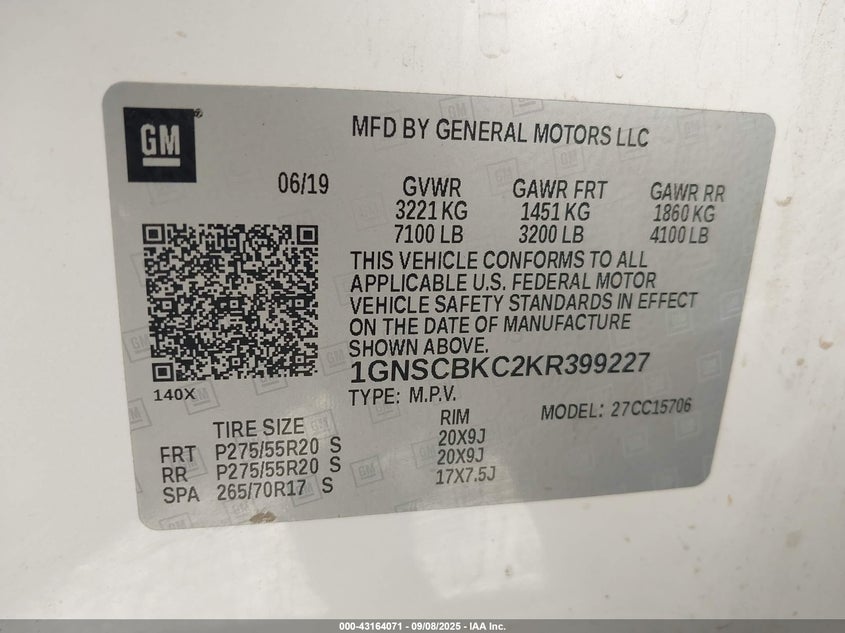 GM
MFD BY GENERAL MOTORS LLC
06/19
GVWR GAWR FRT GAWR RR
3221 KG 1451 KG 1860 KG
7100 LB 3200 LB 4100 LB
THIS VEHICLE CONFORMS TO ALL
APPLICABLE U.S. FEDERAL MOTOR
VEHICLE SAFETY STANDARDS IN EFFECT
ON THE DATE OF MANUFACTURE
SHOWN ABOVE.
1GNSCBKC2KR399227
140X
TYPE: M.P.V.
MODEL: 27CC15706
TIRE SIZE RIM
FRT P275/55R20 S 20X9J
RR P275/55R20 S 20X9J
SPA 265/70R17 S 17X7.5J
000-43164071 - 09/08/2025 - IAA Inc.